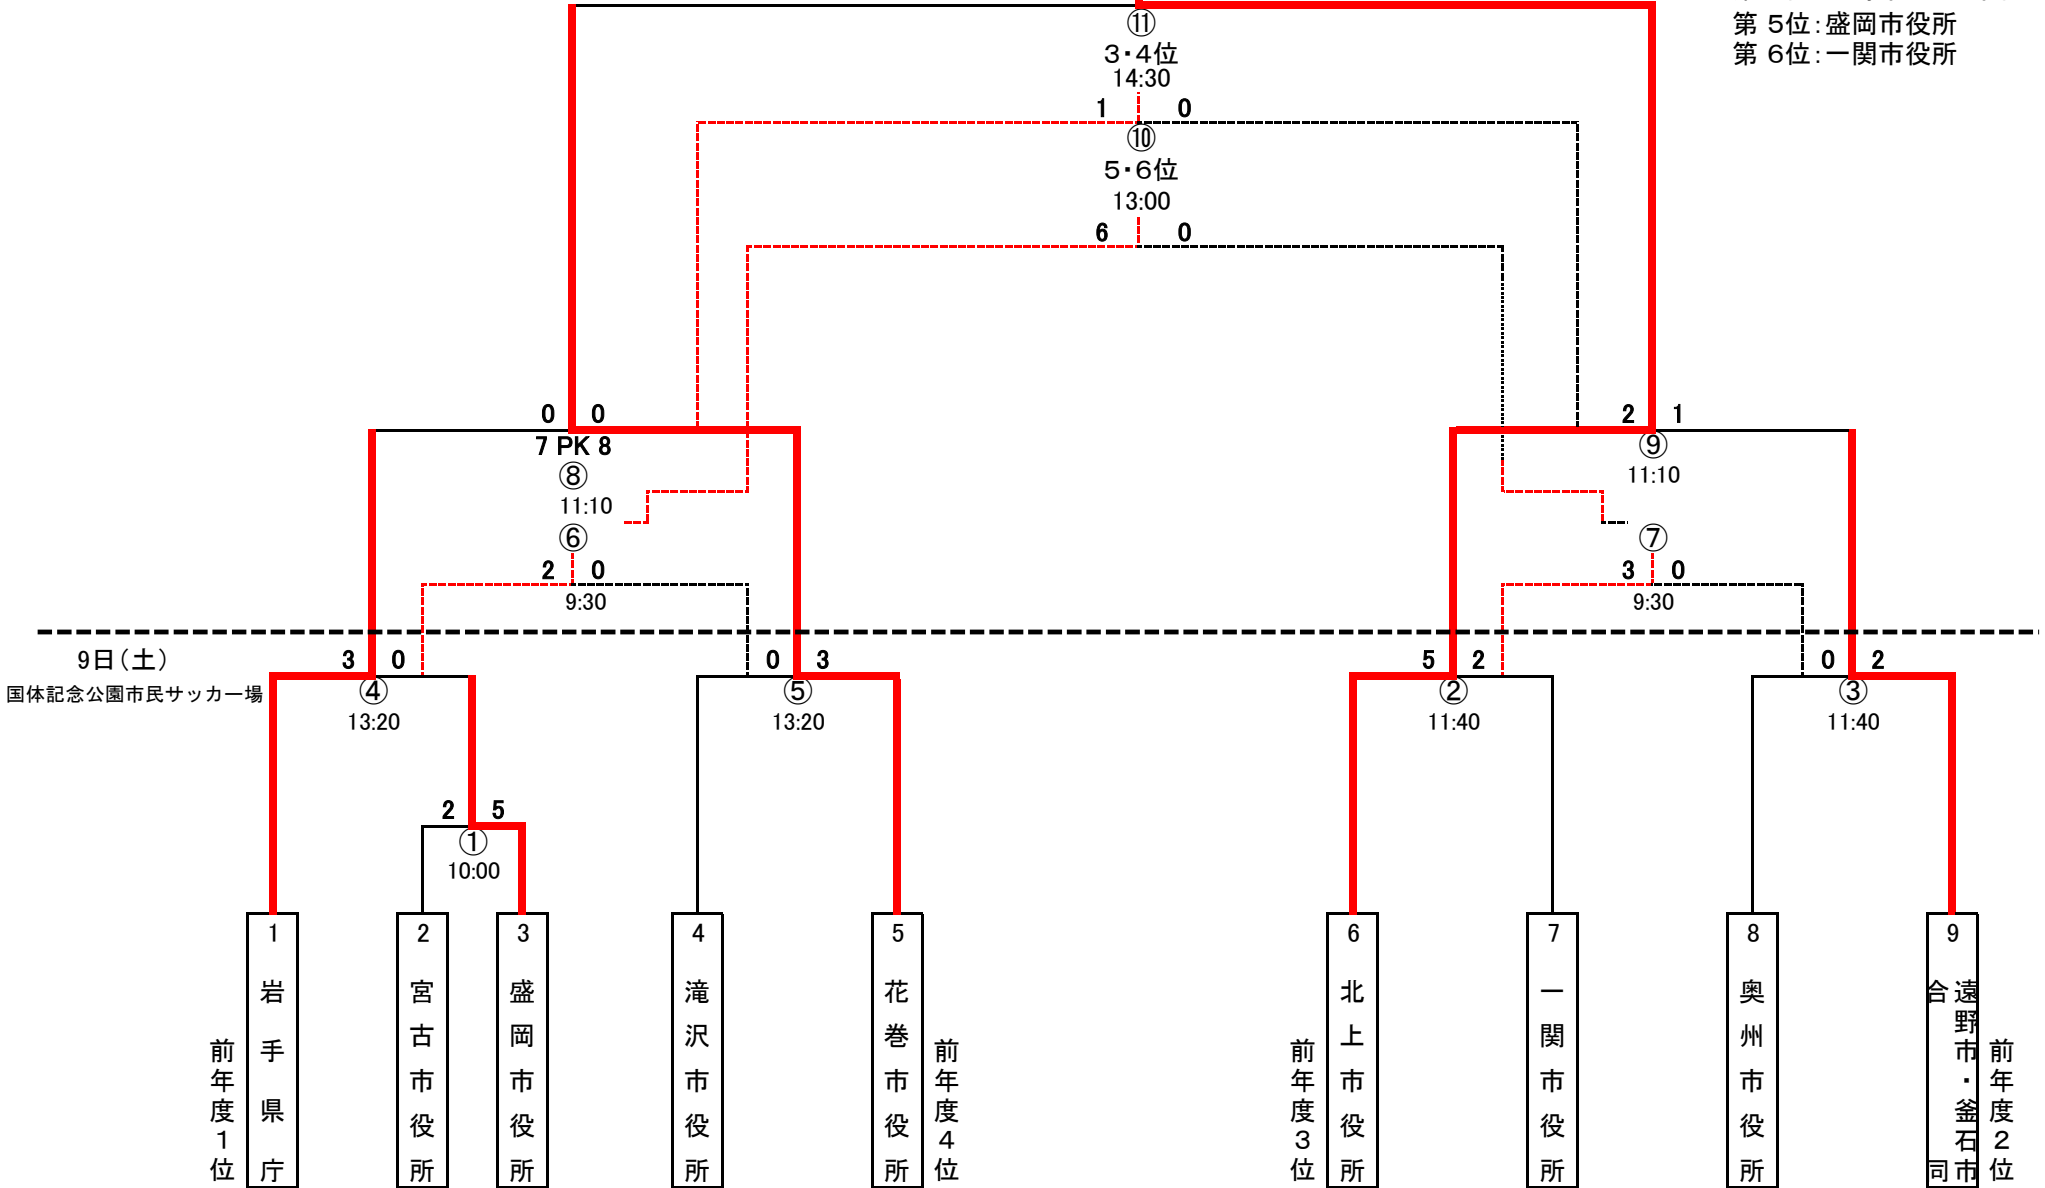 ⑪
第 5位：盛岡市役所
3・4位
第 6位：一関市役所
14:30
1 0
⑩
5・6位
13:00
6 0
0 0
2 1
7 PK 8
⑨
⑧
11:10
11:10
⑥
⑦
2 0
3 0
9:30
9:30
9日（土）
3 0
0 3
5 2
0 2
国体記念公園市民サッカー場
④
⑤
②
③
13:20
13:20
11:40
11:40
2 5
①
10:00
1
岩手県庁
前年度1位
2
宮古市役所
3
盛岡市役所
4
滝沢市役所
5
花巻市役所
前年度4位
6
北上市役所
前年度3位
7
一関市役所
8
奥州市役所
9
遠野市・釜石市
合同
前年度2位